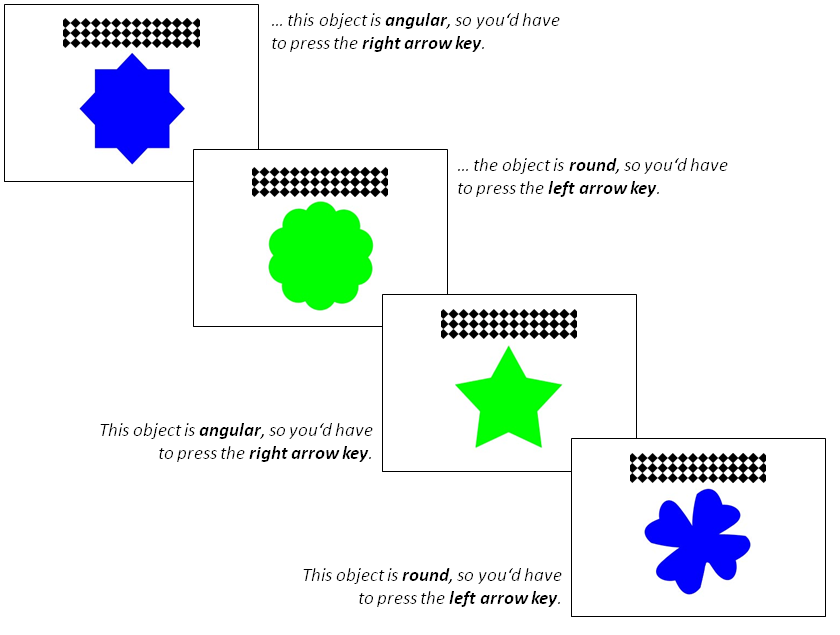 … this object is angular, so you‘d have
to press the right arrow key.
… the object is round, so you‘d have
to press the left arrow key.
This object is angular, so you‘d have
to press the right arrow key.
This object is round, so you‘d have
to press the left arrow key.